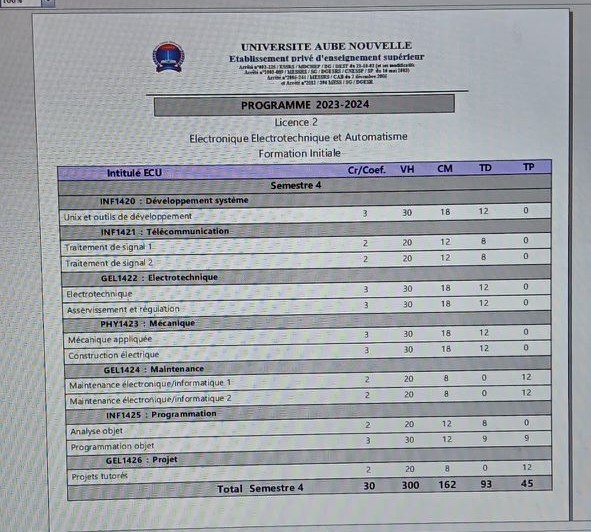 100%
UNIVERSITE AUBE NOUVELLE
Etablissement privé d'enseignement supérieur
PROGRAMME 2023-2024
Licence 2
Electronique Electrotechnique et Automatisme
Formation Initiale
Intitulé ECU Cr/Coef. VH CM TD TP
Semestre 4
INF1420 : Développement système
Unix et outils de développement 3 30 18 12 0
INF1421 : Télécommunication
Traitement de signal 1 2 20 12 8 0
Traitement de signal 2 2 20 12 8 0
GEL1422 : Electrotechnique
Electrotechnique 3 30 18 12 0
Asservissement et régulation 3 30 18 12 0
PHY1423 : Mécanique
Mécanique appliquée 3 30 18 12 0
Construction électrique 3 30 18 12 0
GEL1424 : Maintenance
Maintenance électronique/informatique 1 2 20 8 0 12
Maintenance électronique/informatique 2 2 20 8 0 12
INF1425 : Programmation
Analyse objet 2 20 12 8 0
Programmation objet 3 30 12 9 9
GEL1426 : Projet
Projets tutorés 2 20 8 0 12
Total Semestre 4 30 300 162 93 45